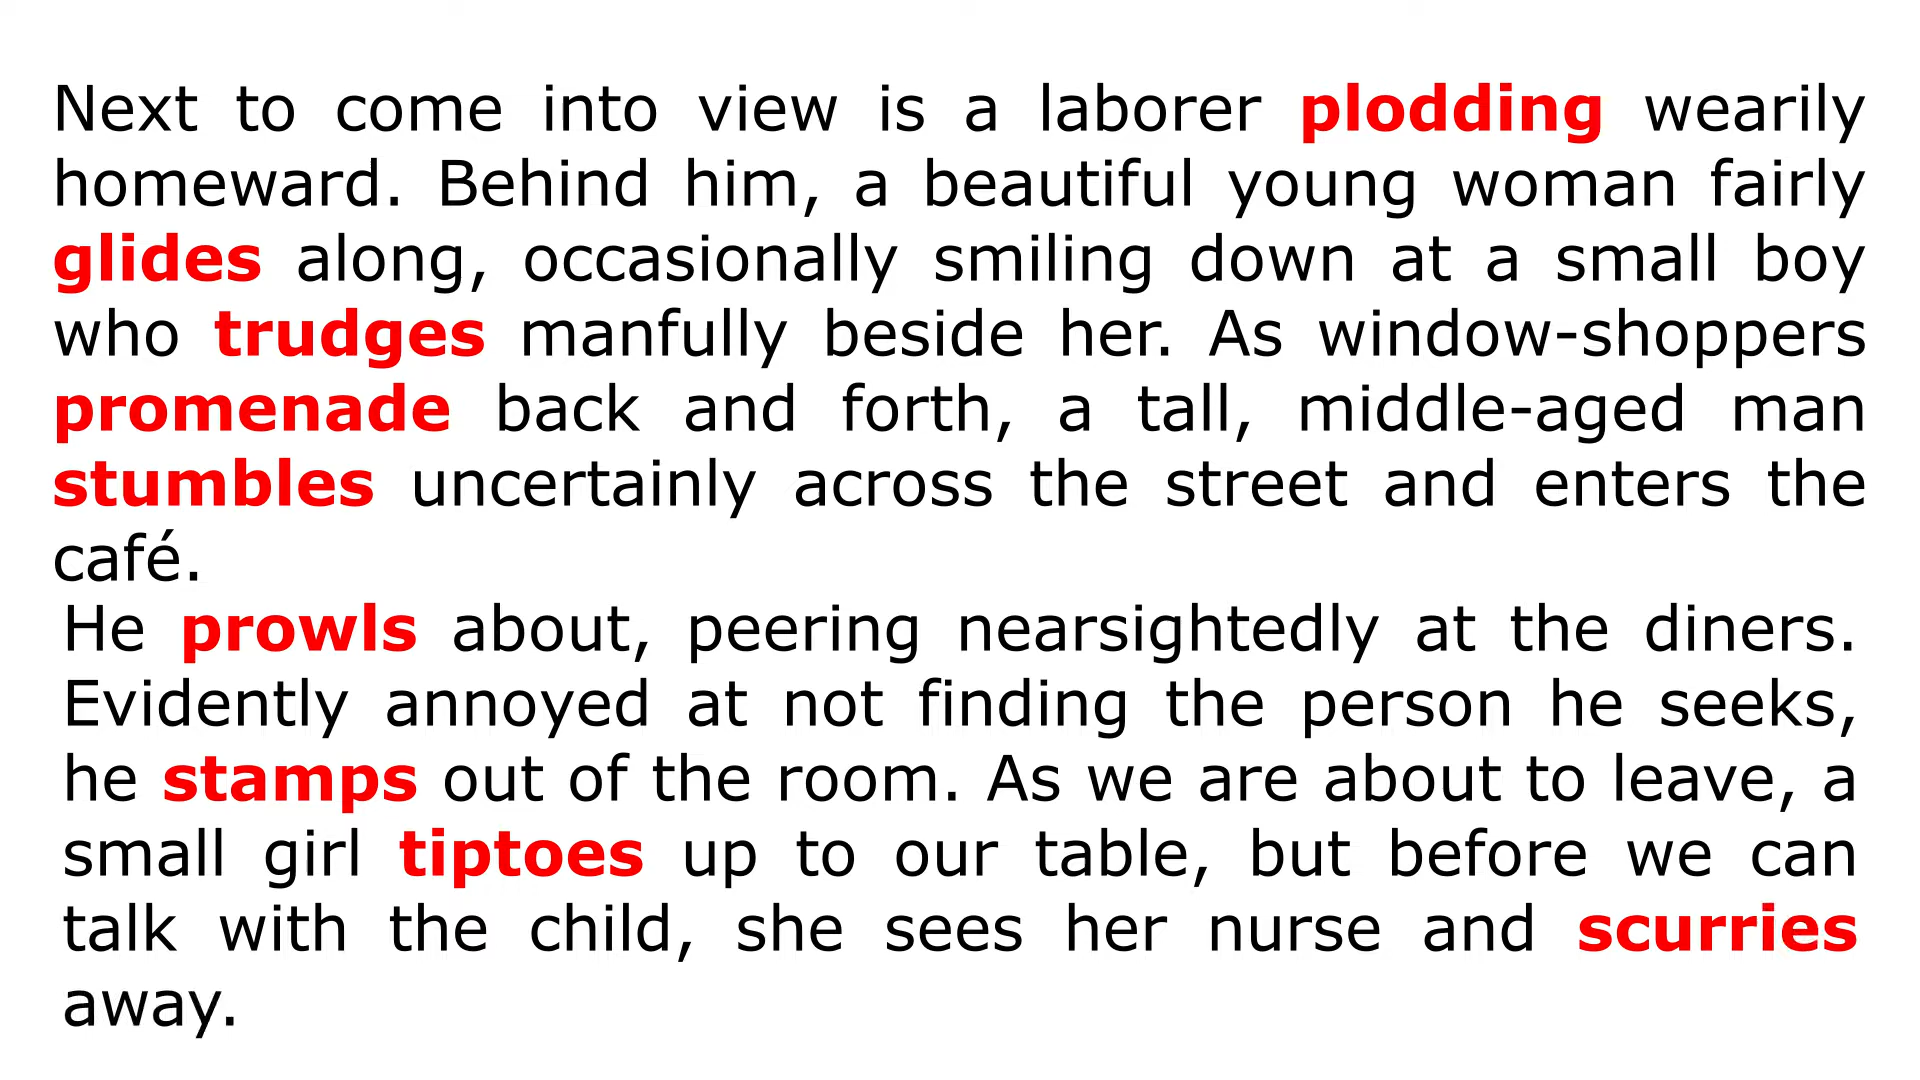 Next to come into view is a laborer plodding wearily
homeward. Behind him, a beautiful young woman fairly
glides along, occasionally smiling down at a small boy
who trudges manfully beside her. As window-shoppers
promenade back and forth, a tall, middle-aged man
stumbles uncertainly across the street and enters the
café.
He prowls about, peering nearsightedly at the diners.
Evidently annoyed at not finding the person he seeks,
he stamps out of the room. As we are about to leave, a
small girl tiptoes up to our table, but before we can
talk with the child, she sees her nurse and scurries
away.